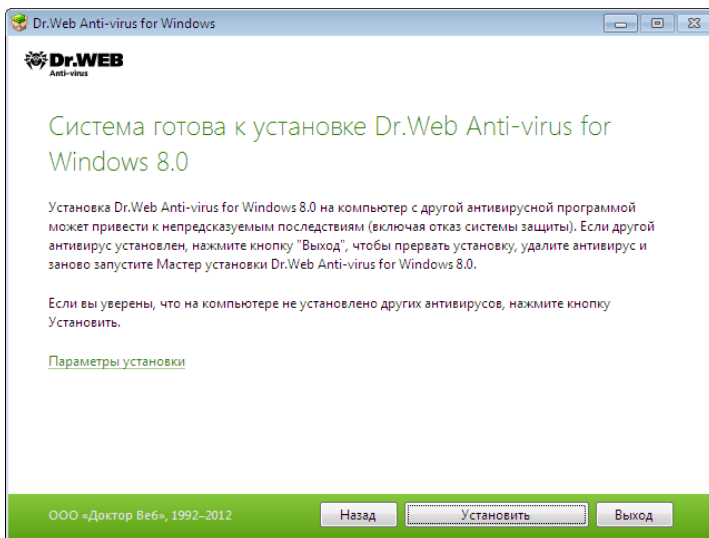 Dr.Web Anti-virus for Windows
Dr.WEB
Anti-virus
Система готова к установке Dr.Web Anti-virus for
Windows 8.0
Установка Dr.Web Anti-virus for Windows 8.0 на компьютер с другой антивирусной программой
может привести к непредсказуемым последствиям (включая отказ системы защиты). Если другой
антивирус установлен, нажмите кнопку "Выход", чтобы прервать установку, удалите антивирус и
заново запустите Мастер установки Dr.Web Anti-virus for Windows 8.0.
Если вы уверены, что на компьютере не установлено других антивирусов, нажмите кнопку
Установить.
Параметры установки
ООО «Доктор Веб», 1992–2012
Назад
Установить
Выход